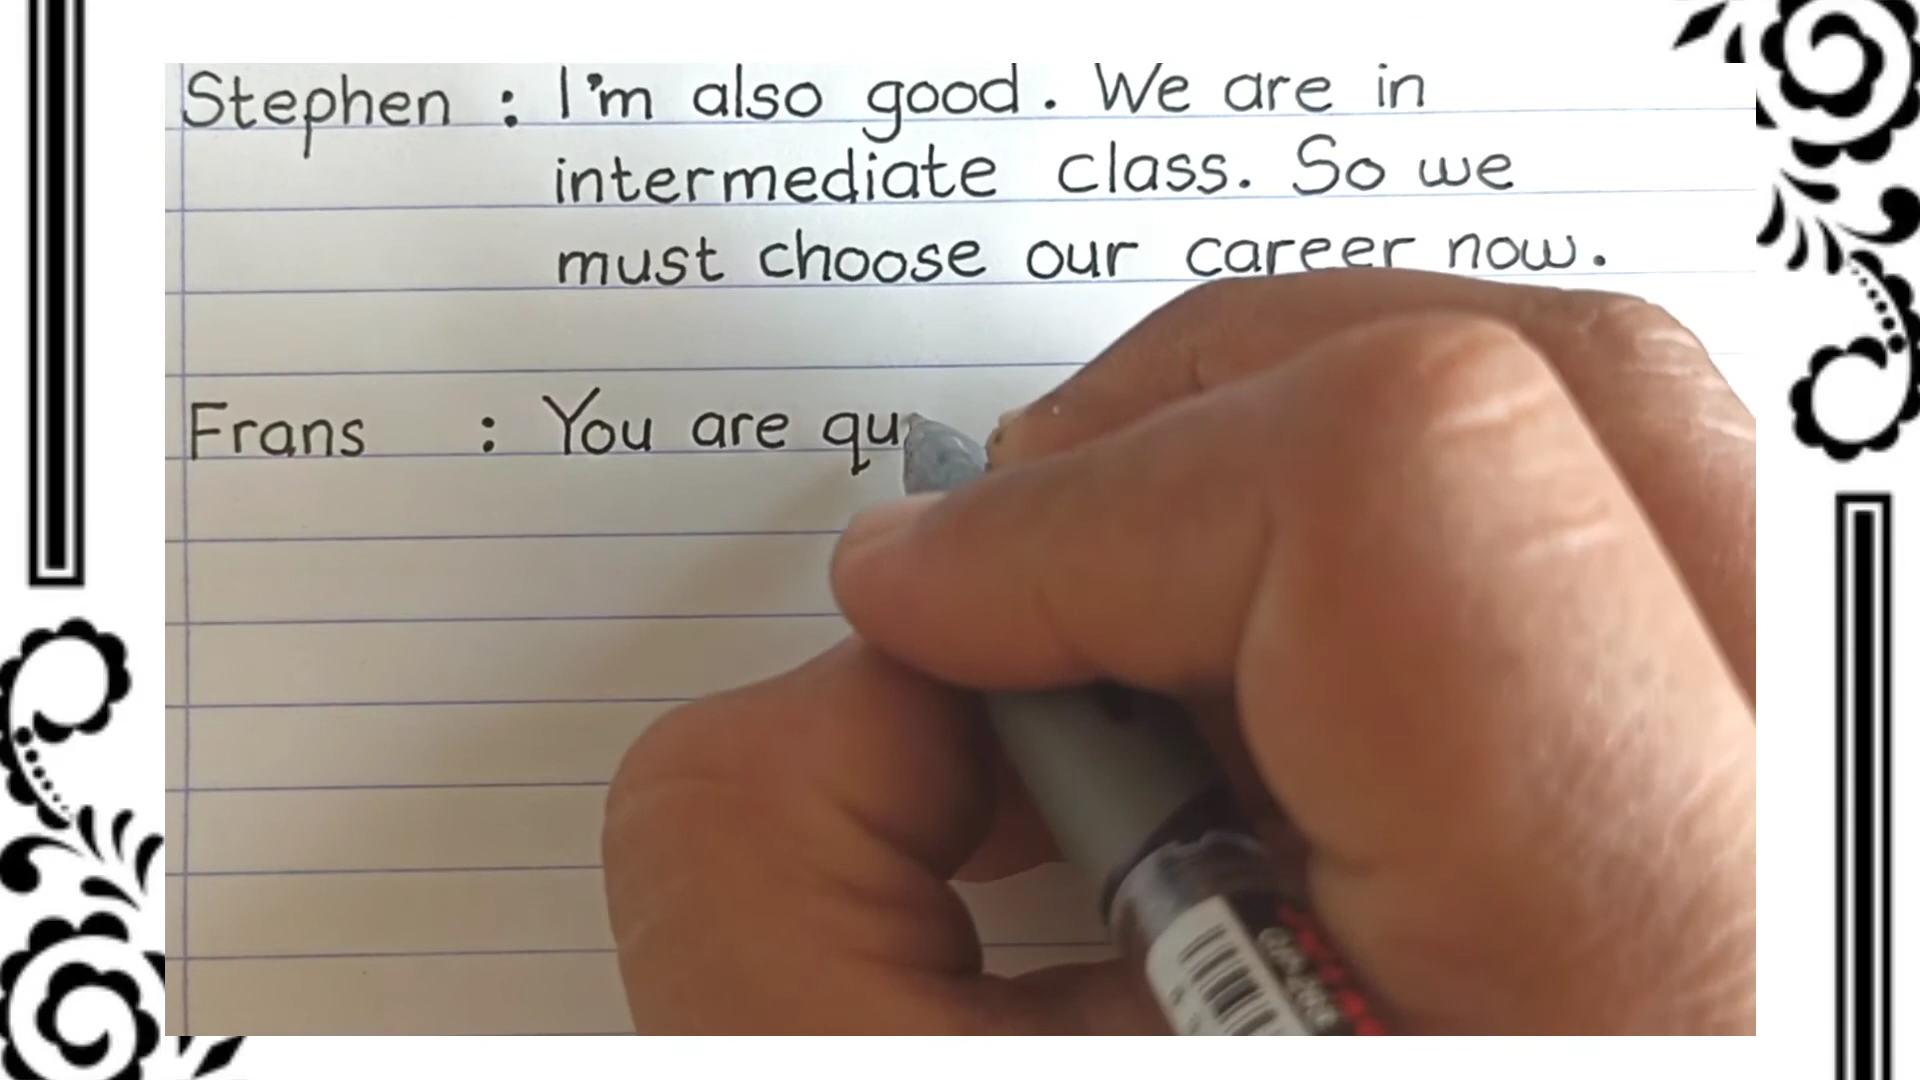 Stephen : I'm also good. We are in
intermediate class. So we
must choose our career now.
Frans : You are qu